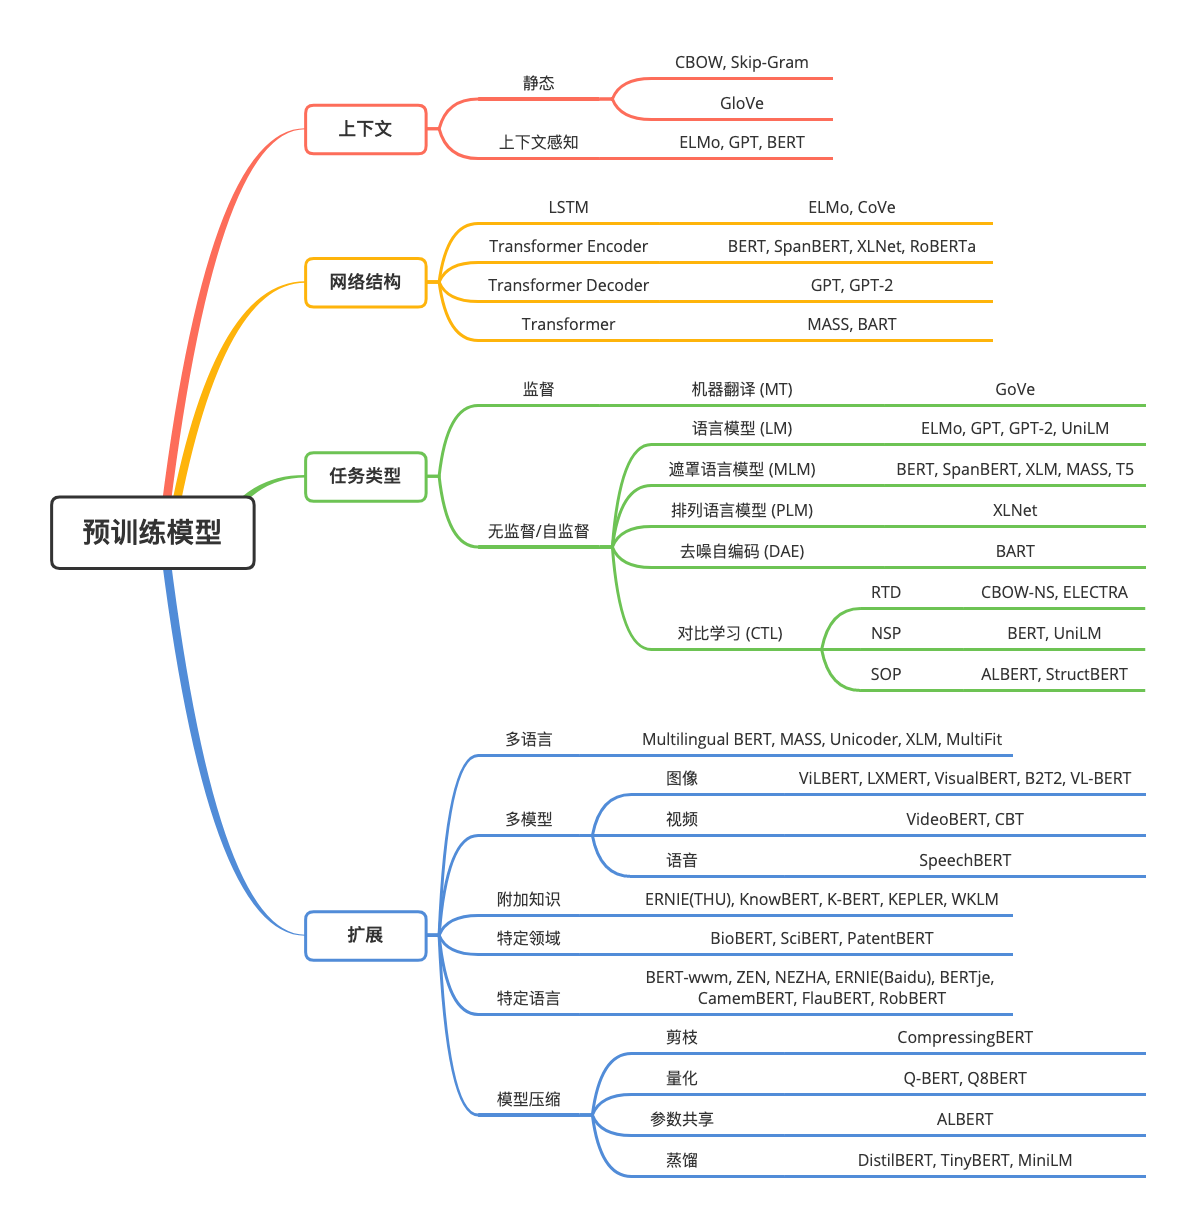 预训练模型
上下文
静态
CBOW, Skip-Gram
GloVe
上下文感知
ELMo, GPT, BERT
网络结构
LSTM
ELMo, CoVe
Transformer Encoder
BERT, SpanBERT, XLNet, RoBERTa
Transformer Decoder
GPT, GPT-2
Transformer
MASS, BART
任务类型
监督
机器翻译 (MT)
GoVe
无监督/自监督
语言模型 (LM)
ELMo, GPT, GPT-2, UniLM
遮罩语言模型 (MLM)
BERT, SpanBERT, XLM, MASS, T5
排列语言模型 (PLM)
XLNet
去噪自编码 (DAE)
BART
对比学习 (CTL)
RTD
CBOW-NS, ELECTRA
NSP
BERT, UniLM
SOP
ALBERT, StructBERT
扩展
多语言
Multilingual BERT, MASS, Unicoder, XLM, MultiFit
多模型
图像
ViLBERT, LXMERT, VisualBERT, B2T2, VL-BERT
视频
VideoBERT, CBT
语音
SpeechBERT
附加知识
ERNIE(THU), KnowBERT, K-BERT, KEPLER, WKLM
特定领域
BioBERT, SciBERT, PatentBERT
特定语言
BERT-wwm, ZEN, NEZHA, ERNIE(Baidu), BERTje,
CamemBERT, FlauBERT, RobBERT
模型压缩
剪枝
CompressingBERT
量化
Q-BERT, Q8BERT
参数共享
ALBERT
蒸馏
DistilBERT, TinyBERT, MiniLM